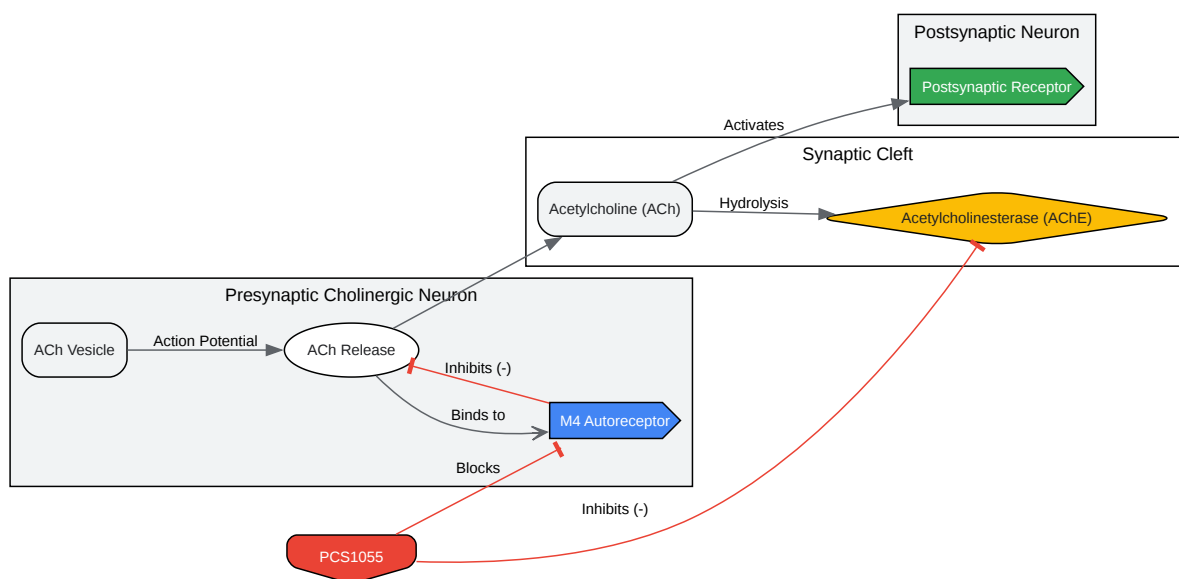 Postsynaptic Neuron
Postsynaptic Receptor
Activates
Synaptic Cleft
Acetylcholine (ACh)
Hydrolysis
Acetylcholinesterase (AChE)
Presynaptic Cholinergic Neuron
ACh Vesicle
Action Potential
ACh Release
Inhibits (-)
Binds to
M4 Autoreceptor
Blocks
Inhibits (-)
PCS1055